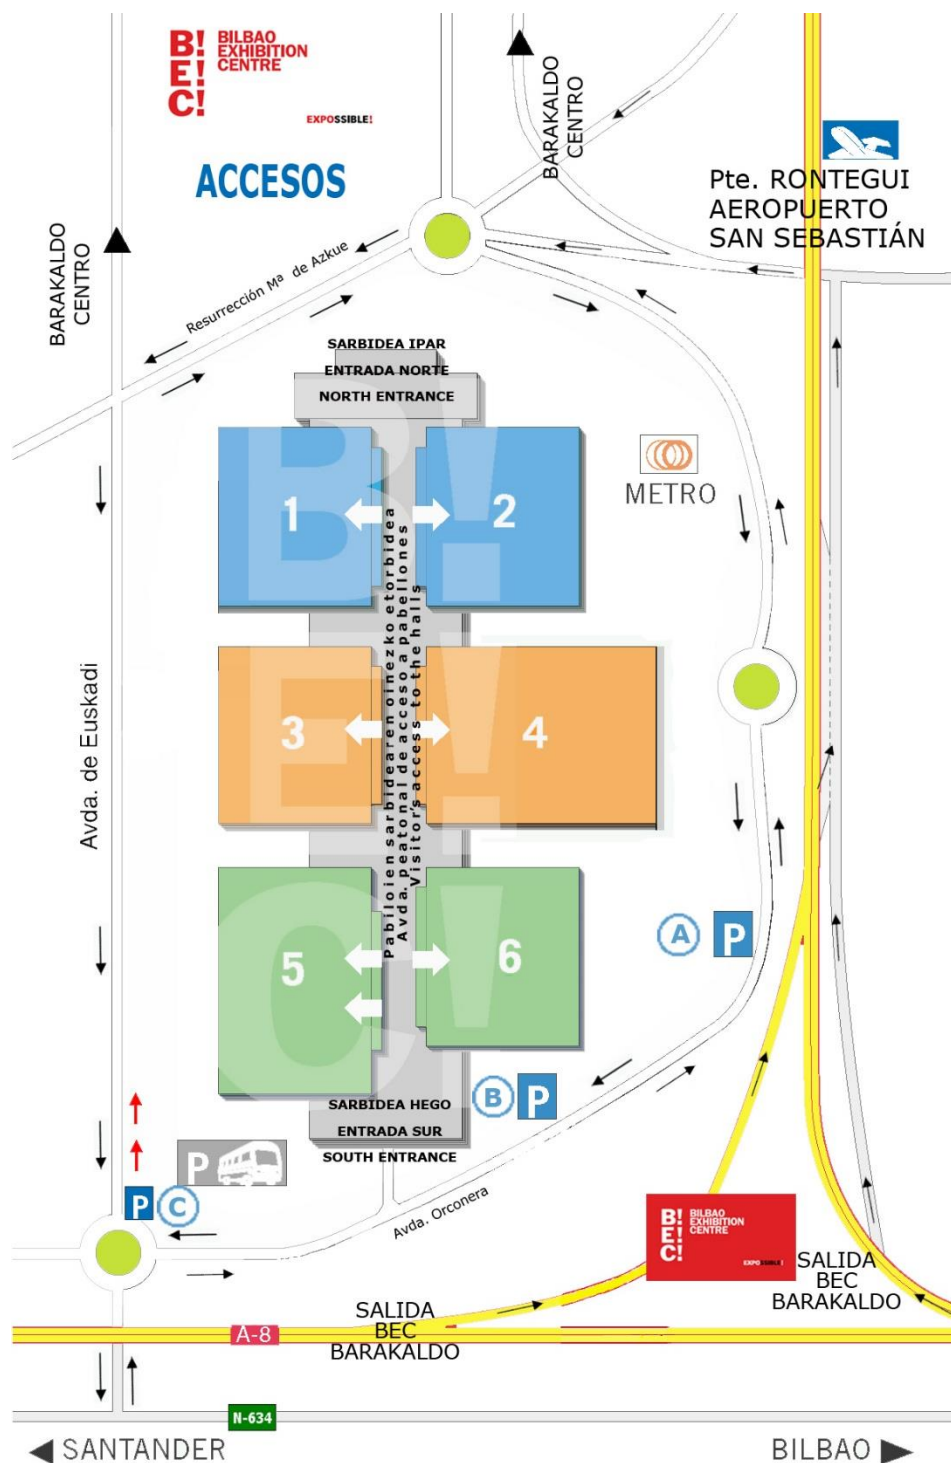 B! BILBAO
E! EXHIBITION
C! CENTRE
EXPOSSIBLE!
ACCESOS
BARAKALDO
CENTRO
BARAKALDO
CENTRO
Pte. RONTEGUI
AEROPUERTO
SAN SEBASTIÁN
Resurrección Mª de Azkue
SARBIDEA IPAR
ENTRADA NORTE
NORTH ENTRANCE
B!
E!
C!
METRO
1
2
3
4
5
6
Pabiloien sarbidearen oinezko etorbidea
Avda. peatonal de acceso a pabellones
Visitor's access to the halls
Avda. de Euskadi
A P
B P
SARBIDEA HEGO
ENTRADA SUR
SOUTH ENTRANCE
P
P C
Avda. Orconera
B! BILBAO
E! EXHIBITION
C! CENTRE
EXPOSSIBLE!
SALIDA
BEC
BARAKALDO
SALIDA
BEC
BARAKALDO
A-8
N-634
SANTANDER
BILBAO